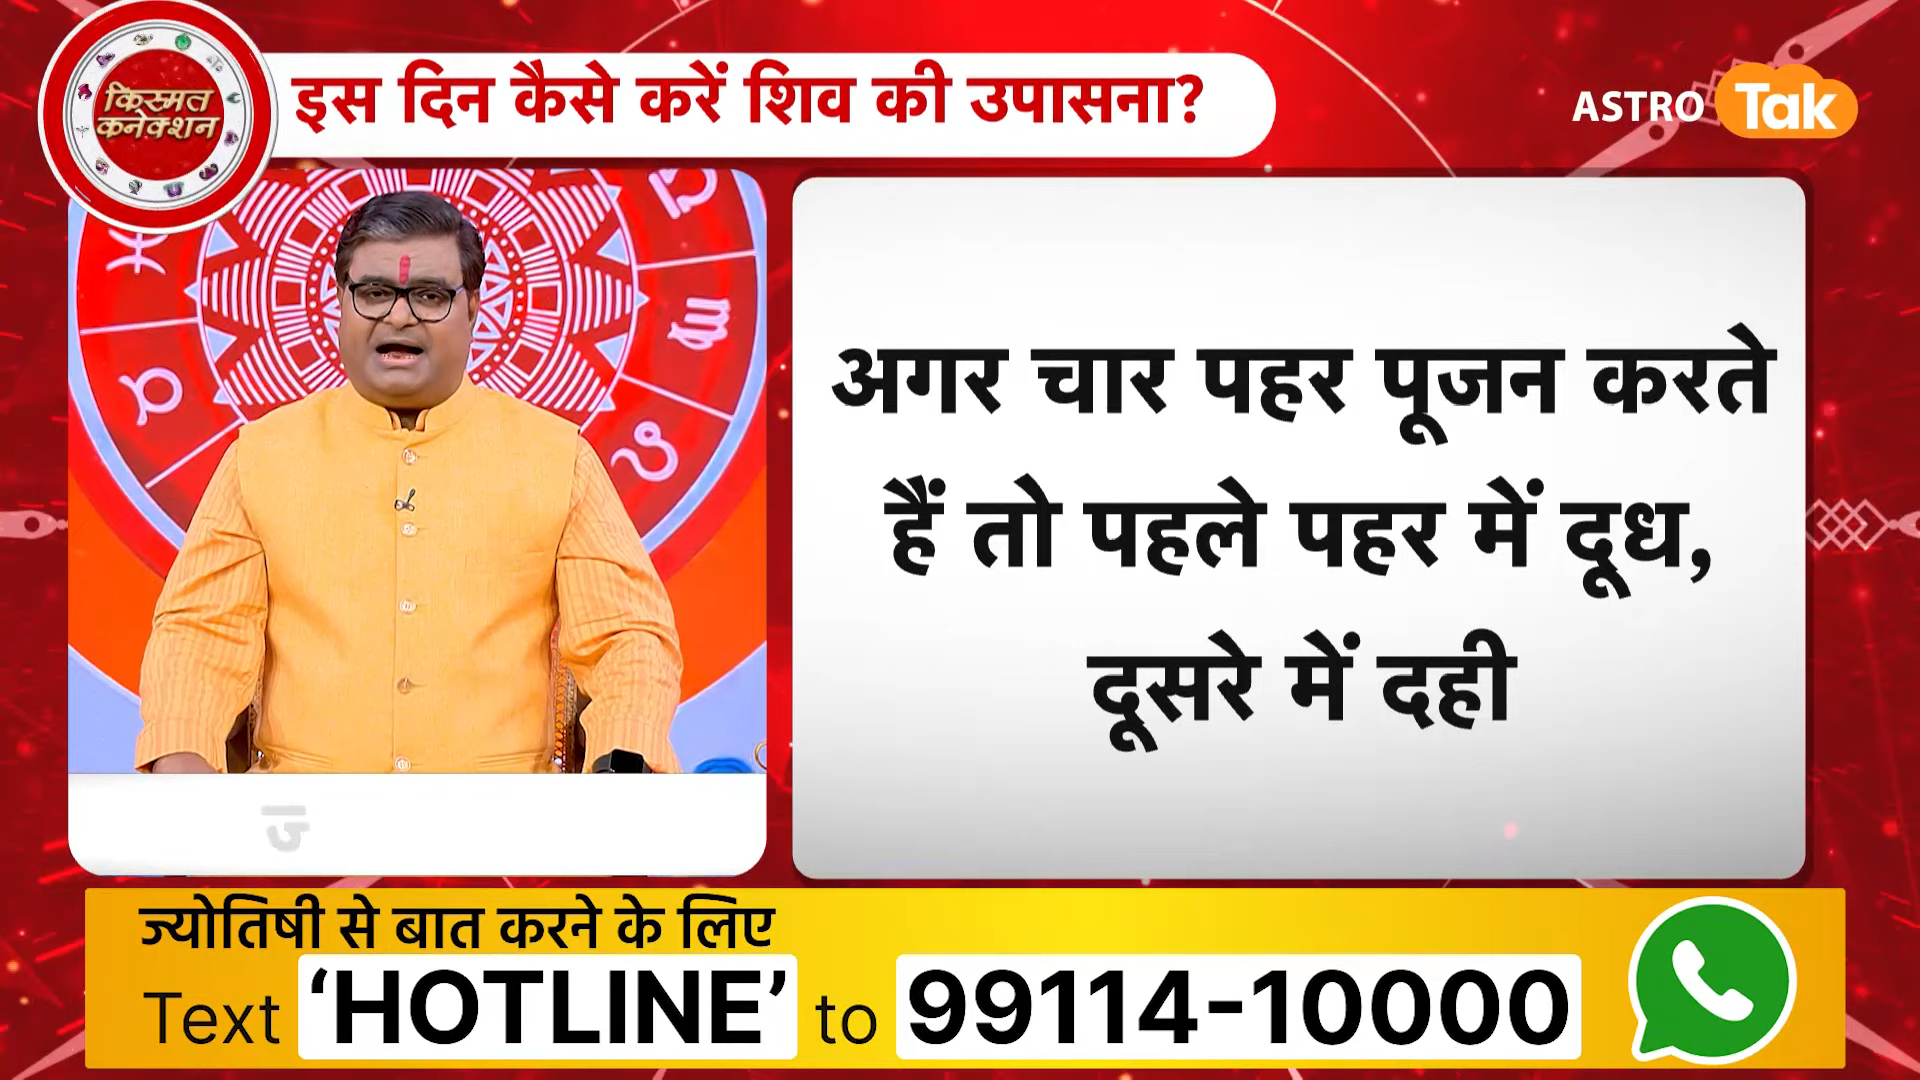 किस्मत
कनेक्शन
इस दिन कैसे करें शिव की उपासना?
ASTRO Tak
अगर चार पहर पूजन करते
हैं तो पहले पहर में दूध,
दूसरे में दही
ज्योतिषी से बात करने के लिए
Text 'HOTLINE' to 99114-10000